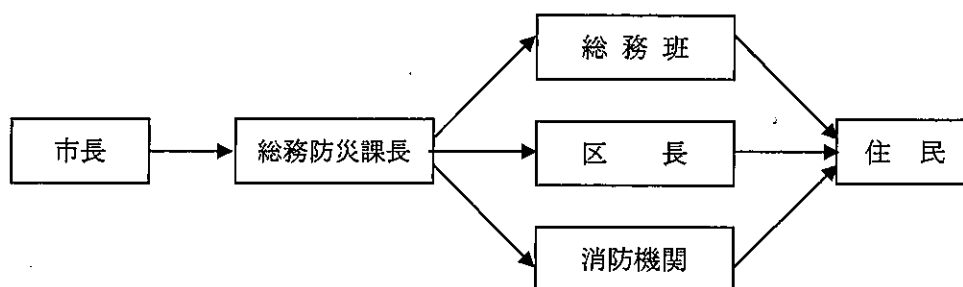 市長
総務防災課長
総務班
区長
消防機関
住民